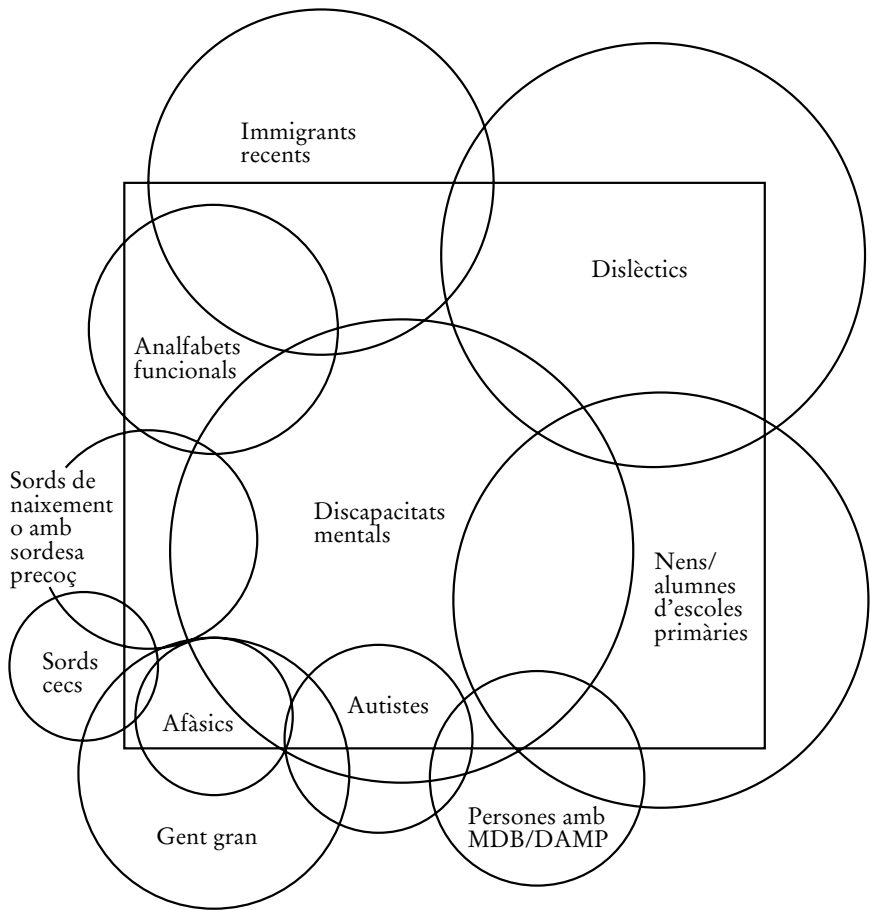 Immigrants
recents
Dislèctics
Analfabets
funcionals
Sords de
naixement
o amb
sordesa
precoç
Discapacitats
mentals
Nens/
alumnes
d’escoles
primàries
Sords
cecs
Autistes
Afàsics
Persones amb
MDB/DAMP
Gent gran